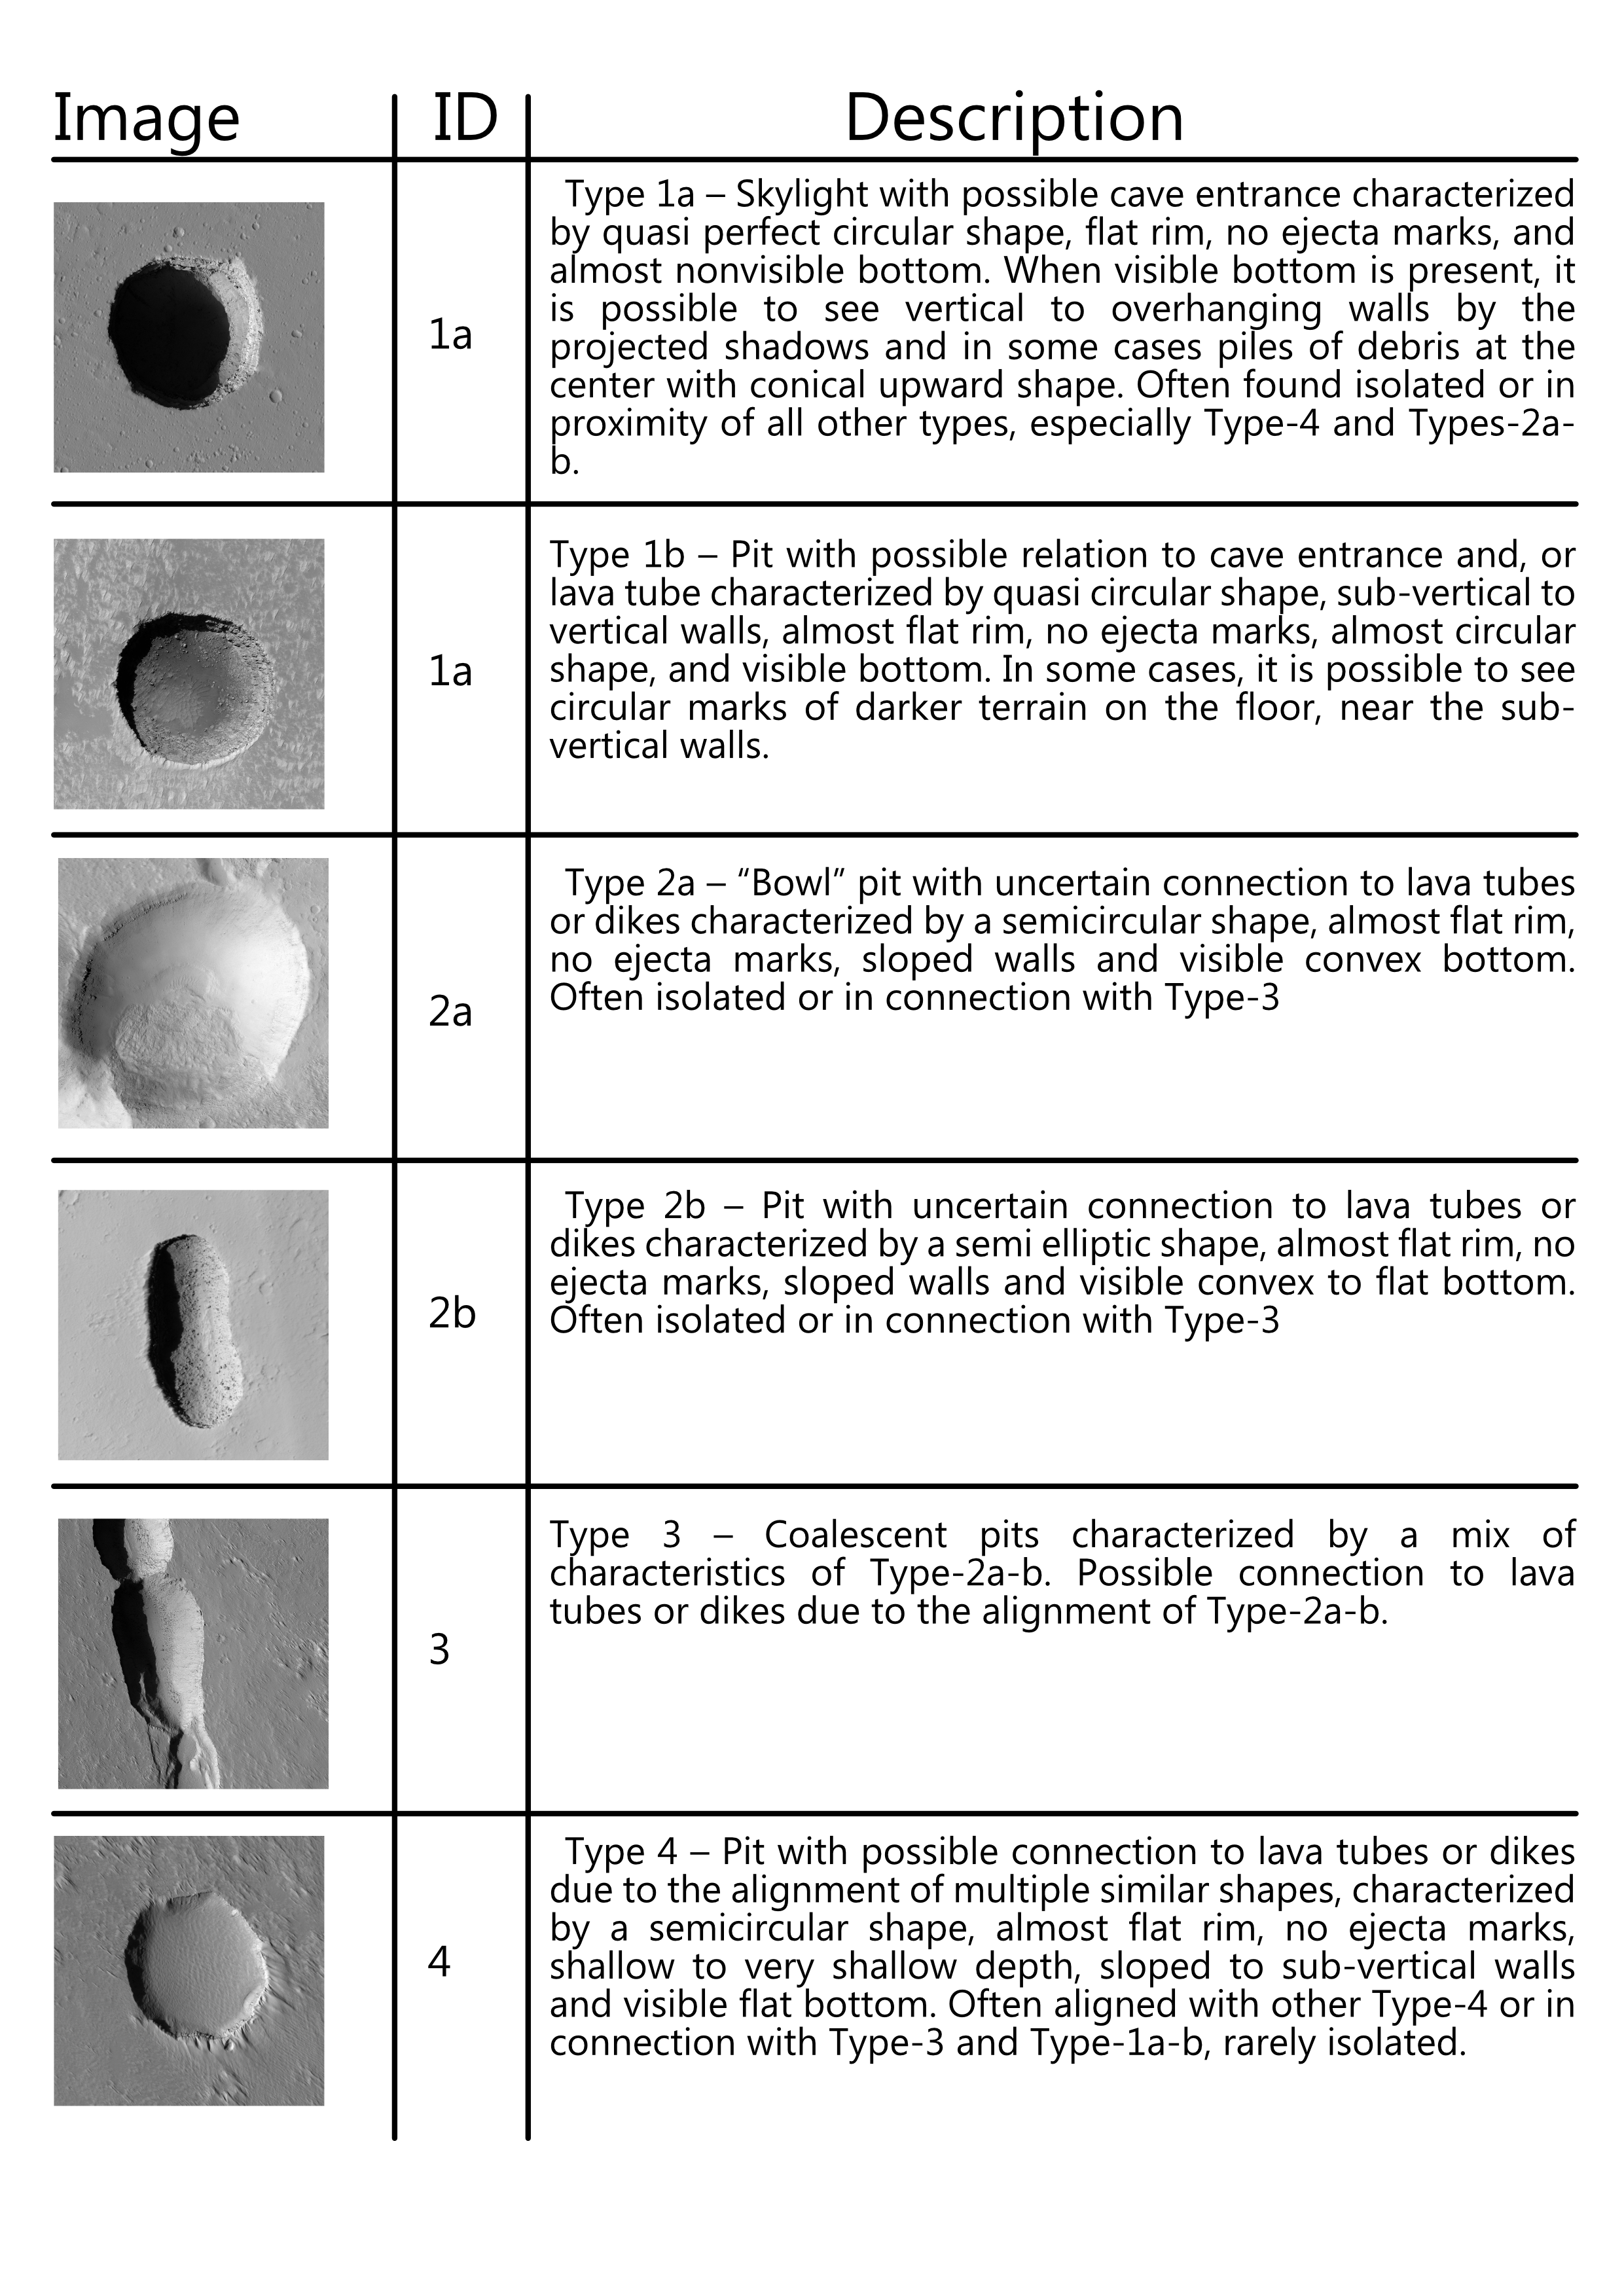 Image ID Description
Type 1a – Skylight with possible cave entrance characterized
by quasi perfect circular shape, flat rim, no ejecta marks, and
almost nonvisible bottom. When visible bottom is present, it
is possible to see vertical to overhanging walls by the
projected shadows and in some cases piles of debris at the
center with conical upward shape. Often found isolated or in
proximity of all other types, especially Type-4 and Types-2a-
b.
1a
Type 1b – Pit with possible relation to cave entrance and, or
lava tube characterized by quasi circular shape, sub-vertical to
vertical walls, almost flat rim, no ejecta marks, almost circular
shape, and visible bottom. In some cases, it is possible to see
circular marks of darker terrain on the floor, near the sub-
vertical walls.
1a
Type 2a – “Bowl” pit with uncertain connection to lava tubes
or dikes characterized by a semicircular shape, almost flat rim,
no ejecta marks, sloped walls and visible convex bottom.
Often isolated or in connection with Type-3
2a
Type 2b – Pit with uncertain connection to lava tubes or
dikes characterized by a semi elliptic shape, almost flat rim, no
ejecta marks, sloped walls and visible convex to flat bottom.
Often isolated or in connection with Type-3
2b
Type 3 – Coalescent pits characterized by a mix of
characteristics of Type-2a-b. Possible connection to lava
tubes or dikes due to the alignment of Type-2a-b.
3
Type 4 – Pit with possible connection to lava tubes or dikes
due to the alignment of multiple similar shapes, characterized
by a semicircular shape, almost flat rim, no ejecta marks,
shallow to very shallow depth, sloped to sub-vertical walls
and visible flat bottom. Often aligned with other Type-4 or in
connection with Type-3 and Type-1a-b, rarely isolated.
4